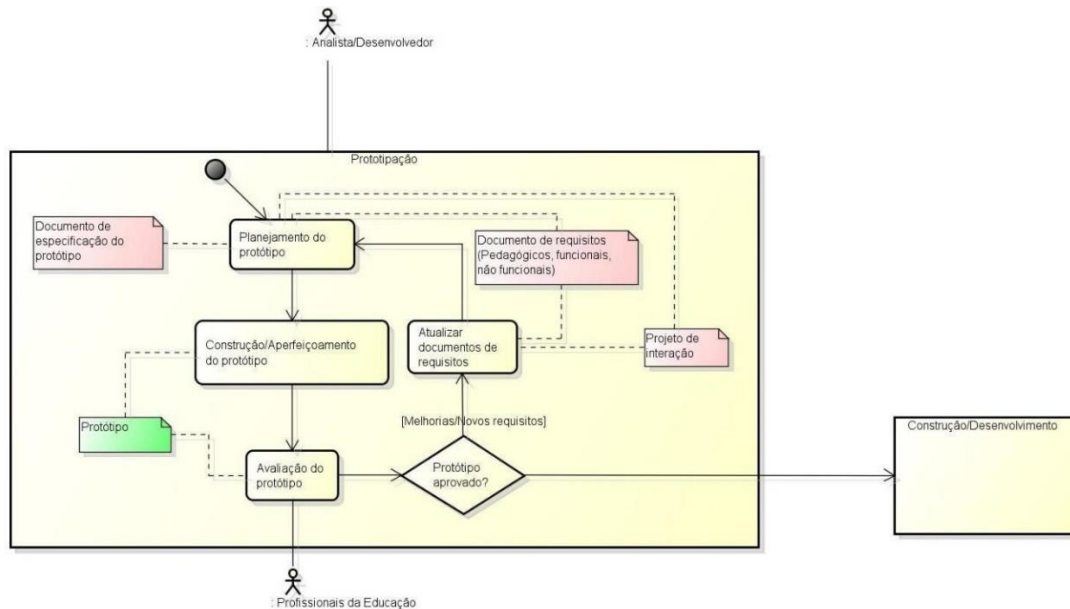 : Analista/Desenvolvedor
Prototipação
Documento de
especificação do
protótipo
Planejamento do
protótipo
Documento de requisitos
(Pedagógicos, funcionais,
não funcionais)
Construção/Aperfeiçoamento
do protótipo
Atualizar
documentos de
requisitos
Projeto de
interação
Protótipo
[Melhorias/Novos requisitos]
Avaliação do
protótipo
Protótipo
aprovado?
Construção/Desenvolvimento
: Profissionais da Educação